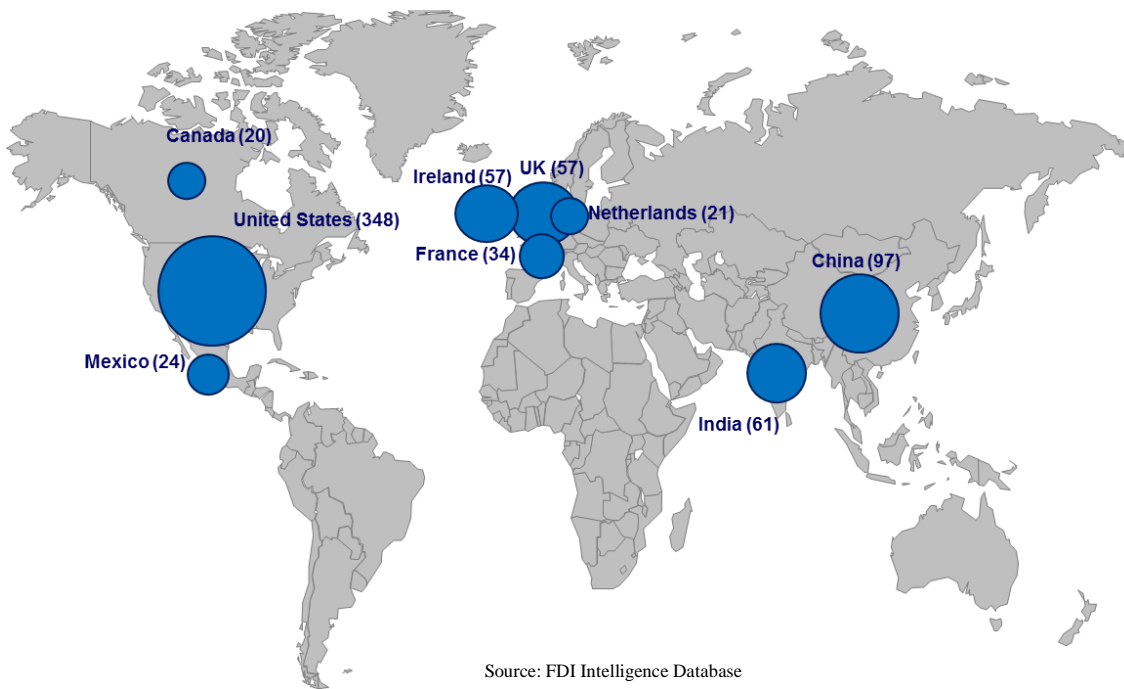 Canada (20)
UK (57)
Ireland (57)
United States (348)
Netherlands (21)
France (34)
China (97)
Mexico (24)
India (61)
Source: FDI Intelligence Database